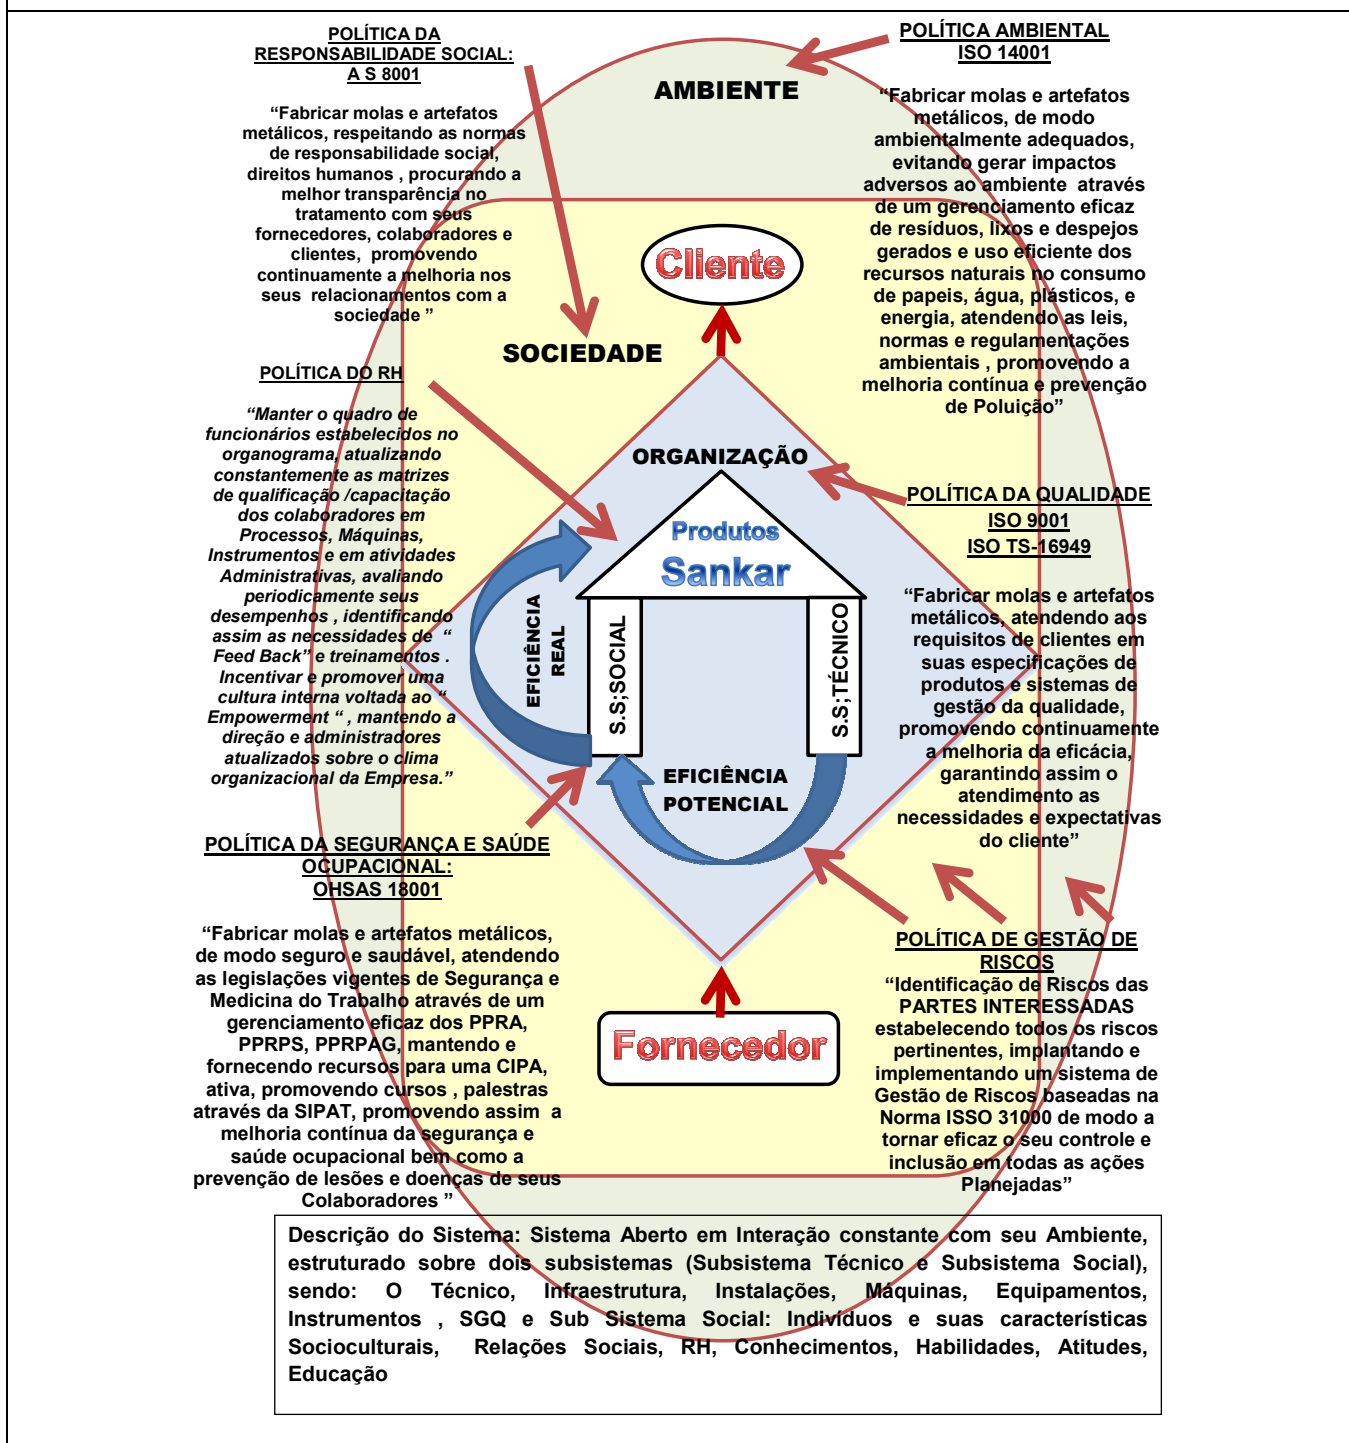 POLÍTICA DA
RESPONSABILIDADE SOCIAL:
A S 8001
“Fabricar molas e artefatos
metálicos, respeitando as normas
de responsabilidade social,
direitos humanos , procurando a
melhor transparência no
tratamento com seus
fornecedores, colaboradores e
clientes, promovendo
continuamente a melhoria nos
seus relacionamentos com a
sociedade ”
POLÍTICA AMBIENTAL
ISO 14001
“Fabricar molas e artefatos
metálicos, de modo
ambientalmente adequados,
evitando gerar impactos
adversos ao ambiente através
de um gerenciamento eficaz
de resíduos, lixos e despejos
gerados e uso eficiente dos
recursos naturais no consumo
de papeis, água, plásticos, e
energia, atendendo as leis,
normas e regulamentações
ambientais , promovendo a
melhoria contínua e prevenção
de Poluição”
AMBIENTE
Cliente
SOCIEDADE
POLÍTICA DO RH
“Manter o quadro de
funcionários estabelecidos no
organograma, atualizando
constantemente as matrizes
de qualificação /capacitação
dos colaboradores em
Processos, Máquinas,
Instrumentos e em atividades
Administrativas, avaliando
periodicamente seus
desempenhos , identificando
assim as necessidades de “
Feed Back” e treinamentos .
Incentivar e promover uma
cultura interna voltada ao “
Empowerment “ , mantendo a
direção e administradores
atualizados sobre o clima
organizacional da Empresa.”
ORGANIZAÇÃO
Produtos
Sankar
EFICIÊNCIA
REAL
S.S;SOCIAL
S.S;TÉCNICO
EFICIÊNCIA
POTENCIAL
POLÍTICA DA QUALIDADE
ISO 9001
ISO TS-16949
“Fabricar molas e artefatos
metálicos, atendendo aos
requisitos de clientes em
suas especificações de
produtos e sistemas de
gestão da qualidade,
promovendo continuamente
a melhoria da eficácia,
garantindo assim o
atendimento as
necessidades e expectativas
do cliente”
POLÍTICA DA SEGURANÇA E SAÚDE
OCUPACIONAL:
OHSAS 18001
“Fabricar molas e artefatos metálicos,
de modo seguro e saudável, atendendo
as legislações vigentes de Segurança e
Medicina do Trabalho através de um
gerenciamento eficaz dos PPRA,
PPRPS, PPRPAG, mantendo e
fornecendo recursos para uma CIPA,
ativa, promovendo cursos , palestras
através da SIPAT, promovendo assim a
melhoria contínua da segurança e
saúde ocupacional bem como a
prevenção de lesões e doenças de seus
Colaboradores ”
Fornecedor
POLÍTICA DE GESTÃO DE
RISCOS
“Identificação de Riscos das
PARTES INTERESSADAS
estabelecendo todos os riscos
pertinentes, implantando e
implementando um sistema de
Gestão de Riscos baseadas na
Norma ISSO 31000 de modo a
tornar eficaz o seu controle e
inclusão em todas as ações
Planejadas”
Descrição do Sistema: Sistema Aberto em Interação constante com seu Ambiente,
estruturado sobre dois subsistemas (Subsistema Técnico e Subsistema Social),
sendo: O Técnico, Infraestrutura, Instalações, Máquinas, Equipamentos,
Instrumentos , SGQ e Sub Sistema Social: Indivíduos e suas características
Socioculturais, Relações Sociais, RH, Conhecimentos, Habilidades, Atitudes,
Educação